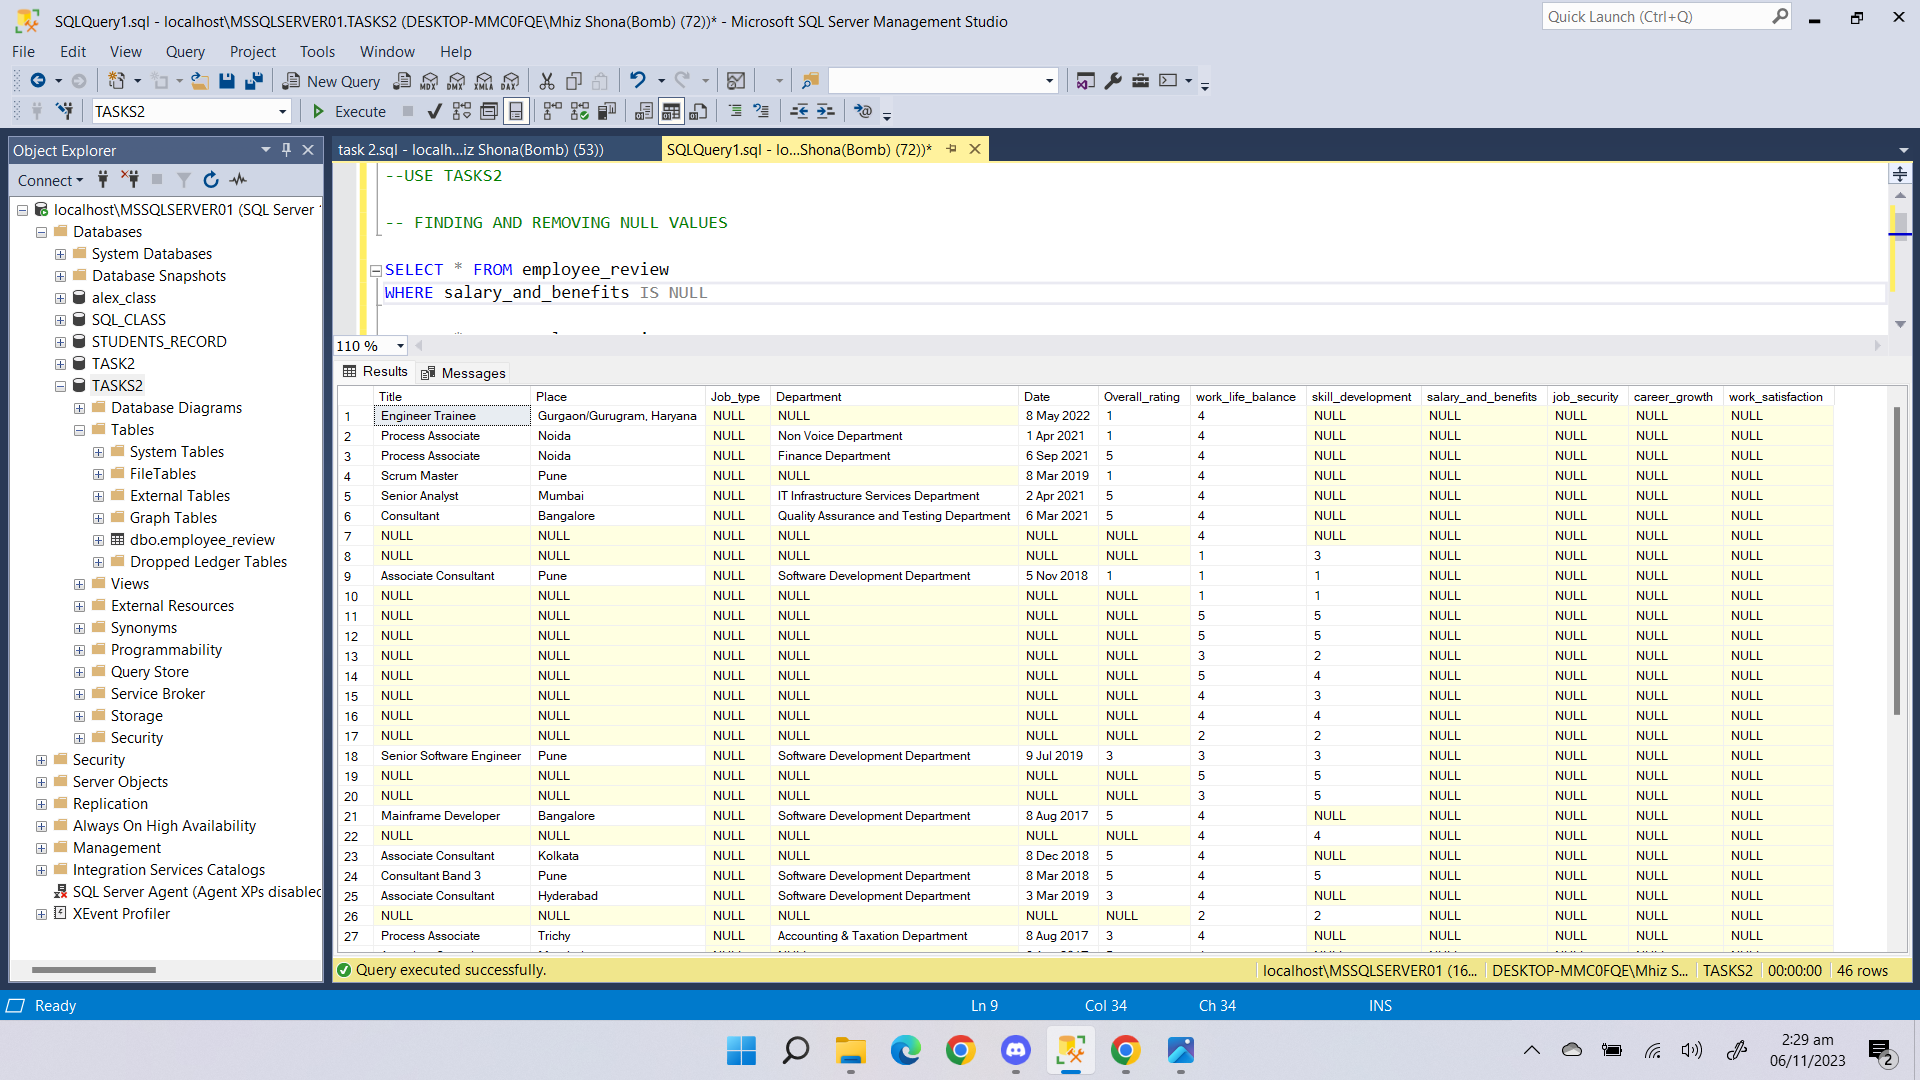 SQLQuery1.sql - localhost\MSSQLSERVER01.TASKS2 (DESKTOP-MMC0FQE\Mhiz Shona(Bomb) (72))* - Microsoft SQL Server Management Studio
Quick Launch (Ctrl+Q)
File Edit View Query Project Tools Window Help
New Query MDX DMX XMLA DAX
TASKS2 Execute
Object Explorer
Connect
localhost\MSSQLSERVER01 (SQL Server
Databases
System Databases
Database Snapshots
alex_class
SQL_CLASS
STUDENTS_RECORD
TASK2
TASKS2
Database Diagrams
Tables
System Tables
FileTables
External Tables
Graph Tables
dbo.employee_review
Dropped Ledger Tables
Views
External Resources
Synonyms
Programmability
Query Store
Service Broker
Storage
Security
Security
Server Objects
Replication
Always On High Availability
Management
Integration Services Catalogs
SQL Server Agent (Agent XPs disabled
XEvent Profiler
task 2.sql - localh...iz Shona(Bomb) (53))
SQLQuery1.sql - lo...Shona(Bomb) (72))*
--USE TASKS2
-- FINDING AND REMOVING NULL VALUES
SELECT * FROM employee_review
WHERE salary_and_benefits IS NULL
110 %
Results Messages
Title Place Job_type Department Date Overall_rating work_life_balance skill_development salary_and_benefits job_security career_growth work_satisfaction
1 Engineer Trainee Gurgaon/Gurugram, Haryana NULL NULL 8 May 2022 1 4 NULL NULL NULL NULL NULL
2 Process Associate Noida NULL Non Voice Department 1 Apr 2021 1 4 NULL NULL NULL NULL NULL
3 Process Associate Noida NULL Finance Department 6 Sep 2021 5 4 NULL NULL NULL NULL NULL
4 Scrum Master Pune NULL NULL 8 Mar 2019 1 4 NULL NULL NULL NULL NULL
5 Senior Analyst Mumbai NULL IT Infrastructure Services Department 2 Apr 2021 5 4 NULL NULL NULL NULL NULL
6 Consultant Bangalore NULL Quality Assurance and Testing Department 6 Mar 2021 5 4 NULL NULL NULL NULL NULL
7 NULL NULL NULL NULL NULL NULL 4 NULL NULL NULL NULL NULL
8 NULL NULL NULL NULL NULL NULL 1 3 NULL NULL NULL NULL
9 Associate Consultant Pune NULL Software Development Department 5 Nov 2018 1 1 1 NULL NULL NULL NULL
10 NULL NULL NULL NULL NULL NULL 1 1 NULL NULL NULL NULL
11 NULL NULL NULL NULL NULL NULL 5 5 NULL NULL NULL NULL
12 NULL NULL NULL NULL NULL NULL 5 5 NULL NULL NULL NULL
13 NULL NULL NULL NULL NULL NULL 3 2 NULL NULL NULL NULL
14 NULL NULL NULL NULL NULL NULL 5 4 NULL NULL NULL NULL
15 NULL NULL NULL NULL NULL NULL 4 3 NULL NULL NULL NULL
16 NULL NULL NULL NULL NULL NULL 4 4 NULL NULL NULL NULL
17 NULL NULL NULL NULL NULL NULL 2 2 NULL NULL NULL NULL
18 Senior Software Engineer Pune NULL Software Development Department 9 Jul 2019 3 3 3 NULL NULL NULL NULL
19 NULL NULL NULL NULL NULL NULL 5 5 NULL NULL NULL NULL
20 NULL NULL NULL NULL NULL NULL 3 5 NULL NULL NULL NULL
21 Mainframe Developer Bangalore NULL Software Development Department 8 Aug 2017 5 4 NULL NULL NULL NULL NULL
22 NULL NULL NULL NULL NULL NULL 4 4 NULL NULL NULL NULL
23 Associate Consultant Kolkata NULL NULL 8 Dec 2018 5 4 NULL NULL NULL NULL NULL
24 Consultant Band 3 Pune NULL Software Development Department 8 Mar 2018 5 4 5 NULL NULL NULL NULL
25 Associate Consultant Hyderabad NULL Software Development Department 3 Mar 2019 3 4 NULL NULL NULL NULL NULL
26 NULL NULL NULL NULL NULL NULL 2 2 NULL NULL NULL NULL
27 Process Associate Trichy NULL Accounting & Taxation Department 8 Aug 2017 3 4 NULL NULL NULL NULL NULL
Query executed successfully. localhost\MSSQLSERVER01 (16... DESKTOP-MMC0FQE\Mhiz S... TASKS2 00:00:00 46 rows
Ready Ln 9 Col 34 Ch 34 INS
2:29 am
06/11/2023
2